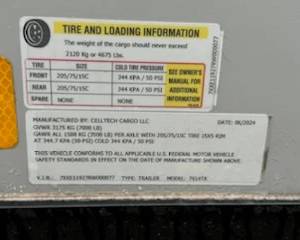 TIRE AND LOADING INFORMATION
The weight of the cargo should never exceed
2120 Kg or 4675 Lbs.
TIRE SIZE COLD TIRE PRESSURE
FRONT 205/75/15C 344 KPA / 50 PSI
REAR 205/75/15C 344 KPA / 50 PSI
SPARE NONE NONE
SEE OWNER'S
MANUAL FOR
ADDITIONAL
INFORMATION
MANUFACTURED BY: CELLTECH CARGO LLC DATE: 06/2024
GVWR 3175 KG (7000 LB)
GAWR ALL 1588 KG (3500 LB) PER AXLE WITH 205/75/15C TIRE 15X5 RIM
AT 344.7 KPA (50-PSI) COLD 344 KPA / 50 PSI
THIS VEHICLE CONFORMS TO ALL APPLICABLE U.S. FEDERAL MOTOR VEHICLE
SAFETY STANDARDS IN EFFECT ON THE DATE OF MANUFACTURE SHOWN ABOVE.
V.I.N.: TYPE: TRAILER MODEL: